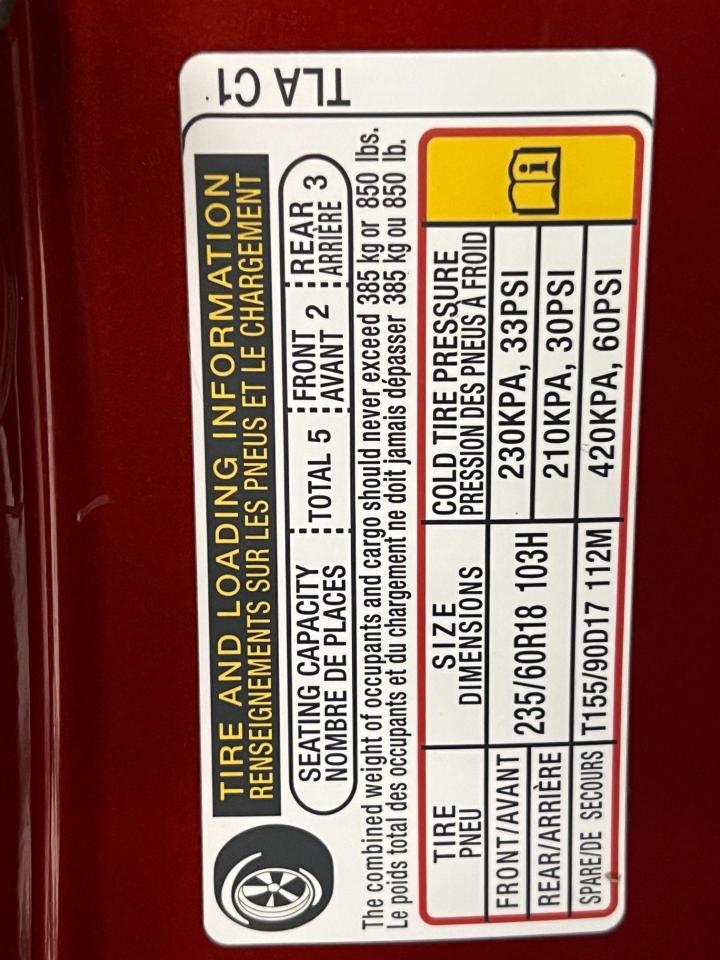 TLA C1
TIRE AND LOADING INFORMATION
RENSEIGNEMENTS SUR LES PNEUS ET LE CHARGEMENT
SEATING CAPACITY TOTAL 5 FRONT 2 REAR 3
NOMBRE DE PLACES AVANT ARRIÈRE
The combined weight of occupants and cargo should never exceed 385 kg or 850 lbs.
Le poids total des occupants et du chargement ne doit jamais dépasser 385 kg ou 850 lb.
TIRE SIZE COLD TIRE PRESSURE
PNEU DIMENSIONS PRESSION DES PNEUS À FROID
FRONT/AVANT 235/60R18 103H 230KPA, 33PSI
REAR/ARRIÈRE 210KPA, 30PSI
SPARE/DE SECOURS T155/90D17 112M 420KPA, 60PSI